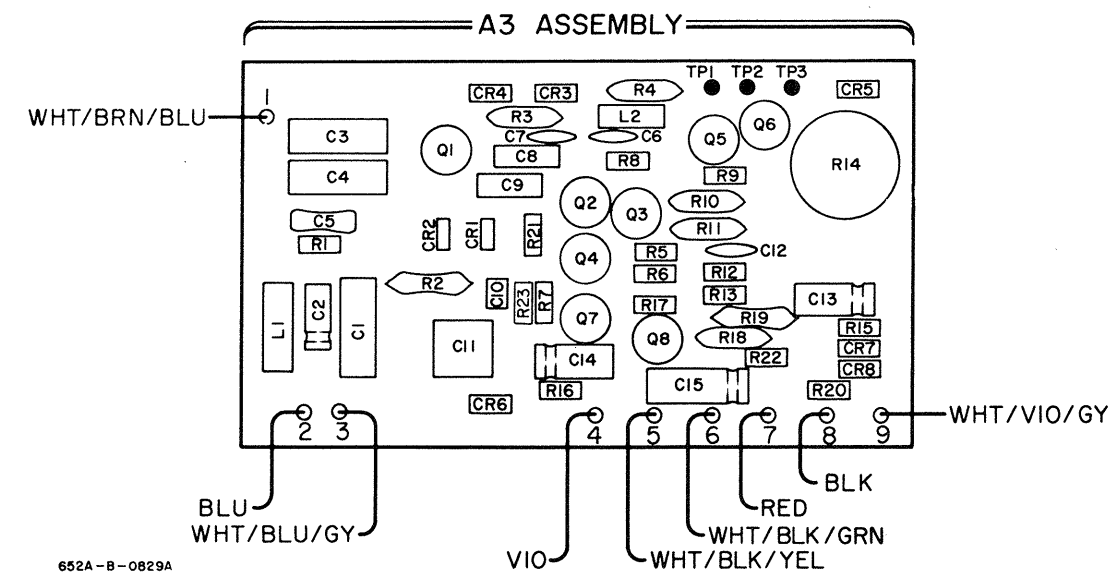 A3 ASSEMBLY
TP1 TP2 TP3
CR4 CR3 R4 CR5
1
WHT/BRN/BLU
R3 L2
C3 C7 C6 Q5 Q6
Q1 C8 R8 R14
C4 C9 R9
Q2 Q3 R10
C5 R11
R1 CR2 CR1 R21
Q4 R5 C12
R6 R12
R2 C10 R23 R7 R13 C13
L1 C2 C1 R17 R19 R15
Q7 Q8 R18 CR7
C11 C14 R22 CR8
R16 C15 R20
CR6
2 3 4 5 6 7 8 9
WHT/VIO/GY
BLK
BLU RED
WHT/BLU/GY WHT/BLK/GRN
VIO WHT/BLK/YEL
652A-B-0829A